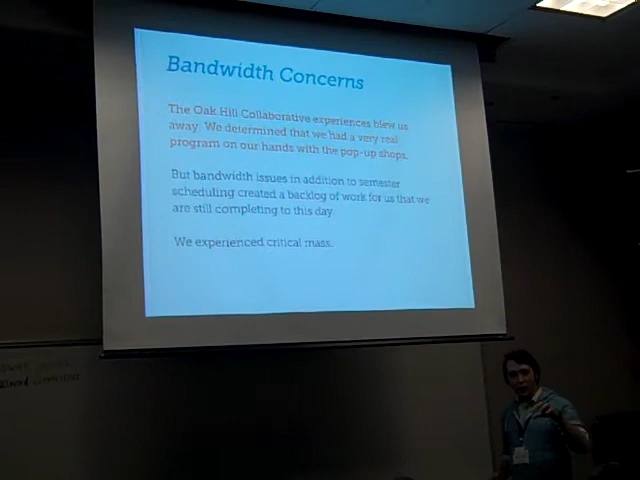 Bandwidth Concerns
The Oak Hill Collaborative experiences blew us
away. We determined that we had a very real
program on our hands with the pop-up shops.
But bandwidth issues in addition to semester
scheduling created a backlog of work for us that we
are still completing to this day.
We experienced critical mass.